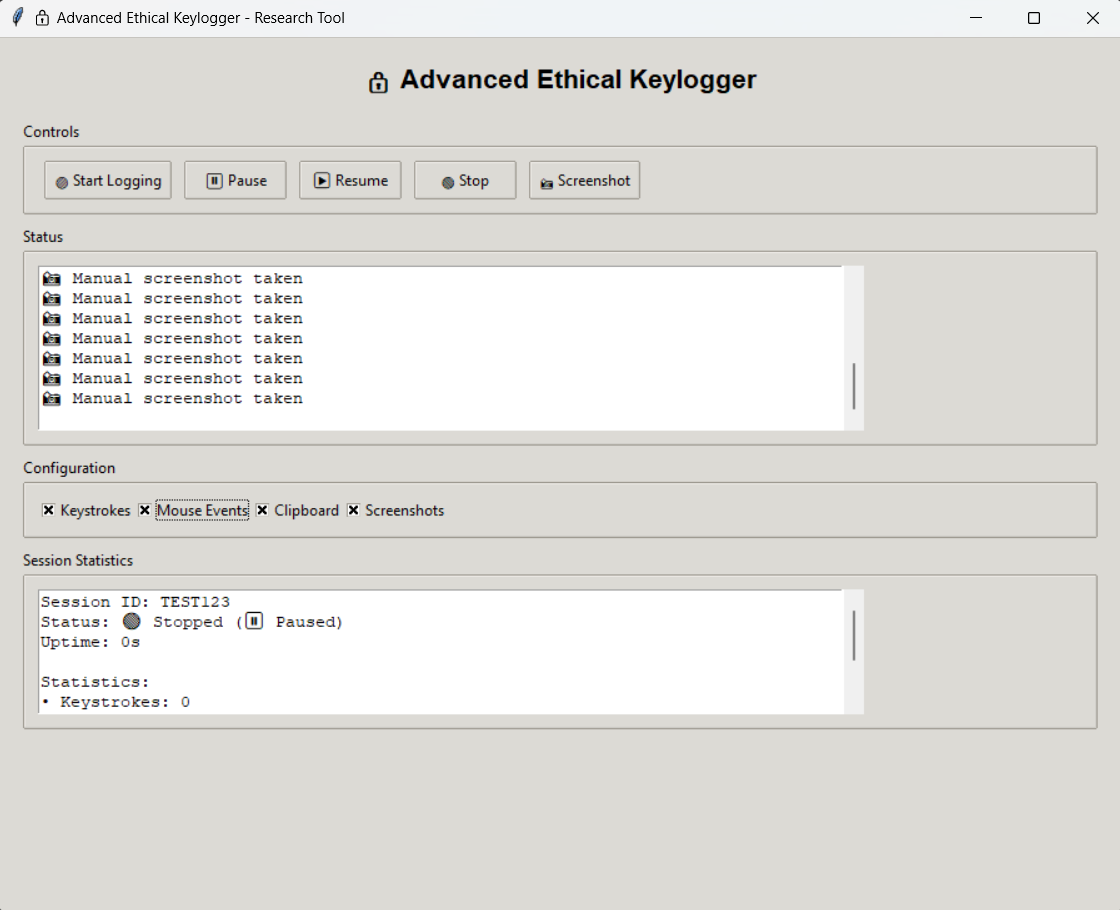 Advanced Ethical Keylogger - Research Tool
Advanced Ethical Keylogger
Controls
Start Logging Pause Resume Stop Screenshot
Status
Manual screenshot taken
Manual screenshot taken
Manual screenshot taken
Manual screenshot taken
Manual screenshot taken
Manual screenshot taken
Manual screenshot taken
Configuration
Keystrokes Mouse Events Clipboard Screenshots
Session Statistics
Session ID: TEST123
Status: Stopped (⏸ Paused)
Uptime: 0s
Statistics:
• Keystrokes: 0